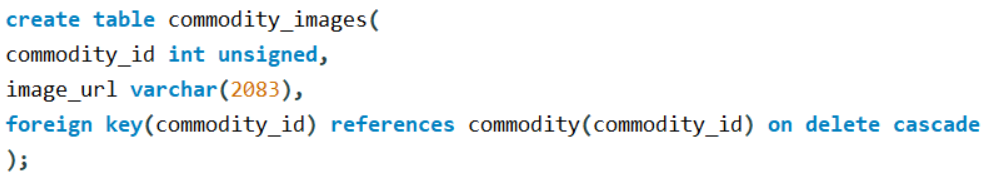 create table commodity_images(
commodity_id int unsigned,
image_url varchar(2083),
foreign key(commodity_id) references commodity(commodity_id) on delete cascade
);